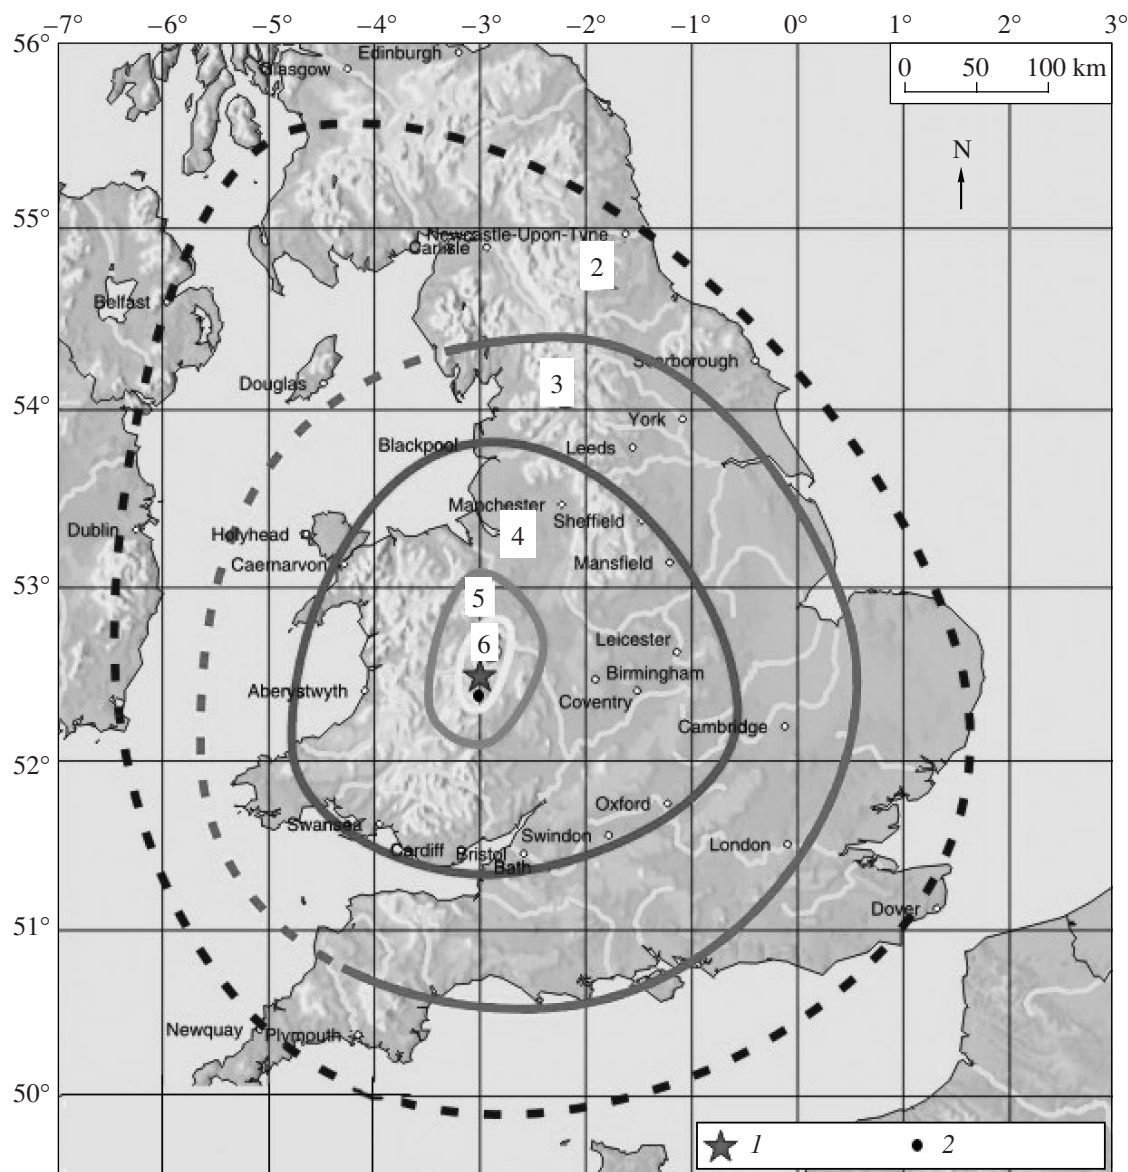 −7° −6° −5° −4° −3° −2° −1° 0° 1° 2° 3°
56°
Edinburgh
Glasgow
0 50 100 km
N
55°
Newcastle-Upon-Tyne
Carlisle
2
Belfast
Scarborough
3
Douglas
54°
York
Blackpool
Leeds
Manchester
Sheffield
Dublin
Holyhead
4
Caernarvon
Mansfield
53°
5
6
Leicester
Birmingham
Aberystwyth
Coventry
Cambridge
52°
Oxford
Swansea
Swindon
Cardiff
Bristol
London
Bath
51°
Dover
Newquay
Plymouth
50°
1 2